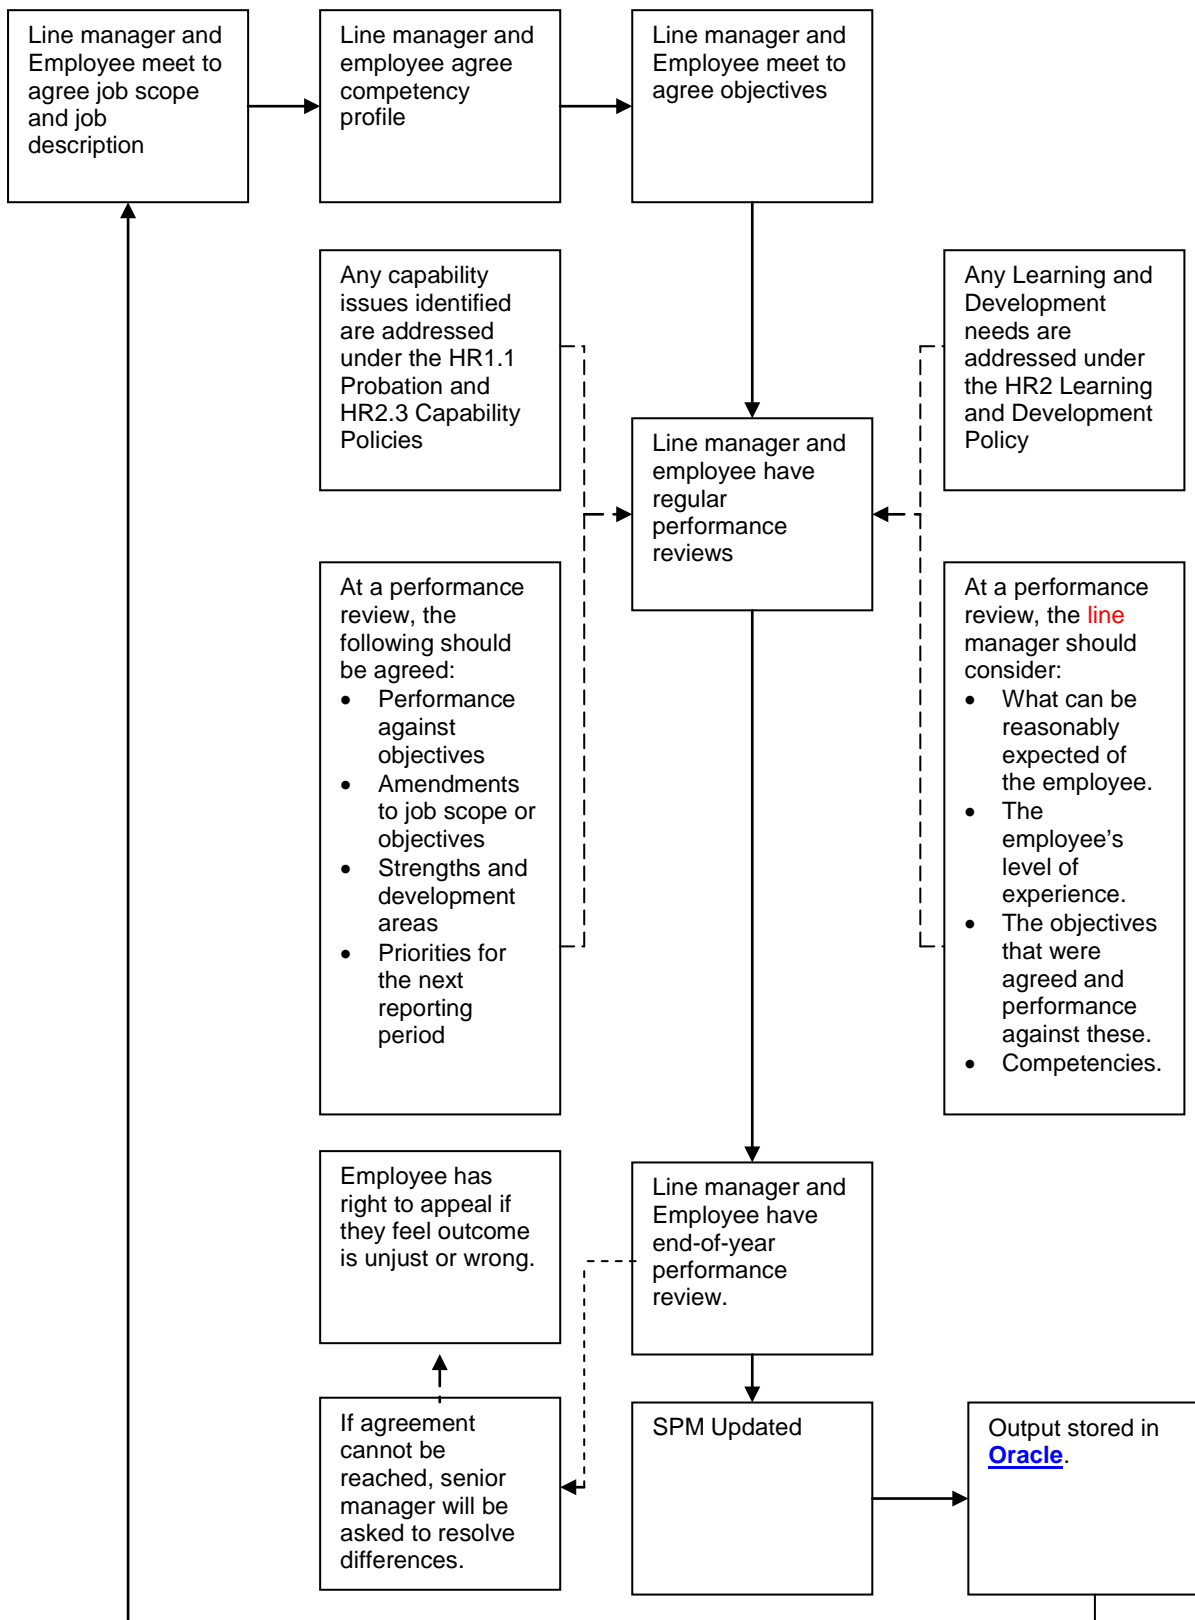 Line manager and
Employee meet to
agree job scope
and job
description
Line manager and
employee agree
competency
profile
Line manager and
Employee meet to
agree objectives
Any capability
issues identified
are addressed
under the HR1.1
Probation and
HR2.3 Capability
Policies
Any Learning and
Development
needs are
addressed under
the HR2 Learning
and Development
Policy
Line manager and
employee have
regular
performance
reviews
At a performance
review, the
following should
be agreed:
• Performance
against
objectives
• Amendments
to job scope or
objectives
• Strengths and
development
areas
• Priorities for
the next
reporting
period
At a performance
review, the line
manager should
consider:
• What can be
reasonably
expected of
the employee.
• The
employee’s
level of
experience.
• The objectives
that were
agreed and
performance
against these.
• Competencies.
Employee has
right to appeal if
they feel outcome
is unjust or wrong.
Line manager and
Employee have
end-of-year
performance
review.
If agreement
cannot be
reached, senior
manager will be
asked to resolve
differences.
SPM Updated
Output stored in
Oracle.